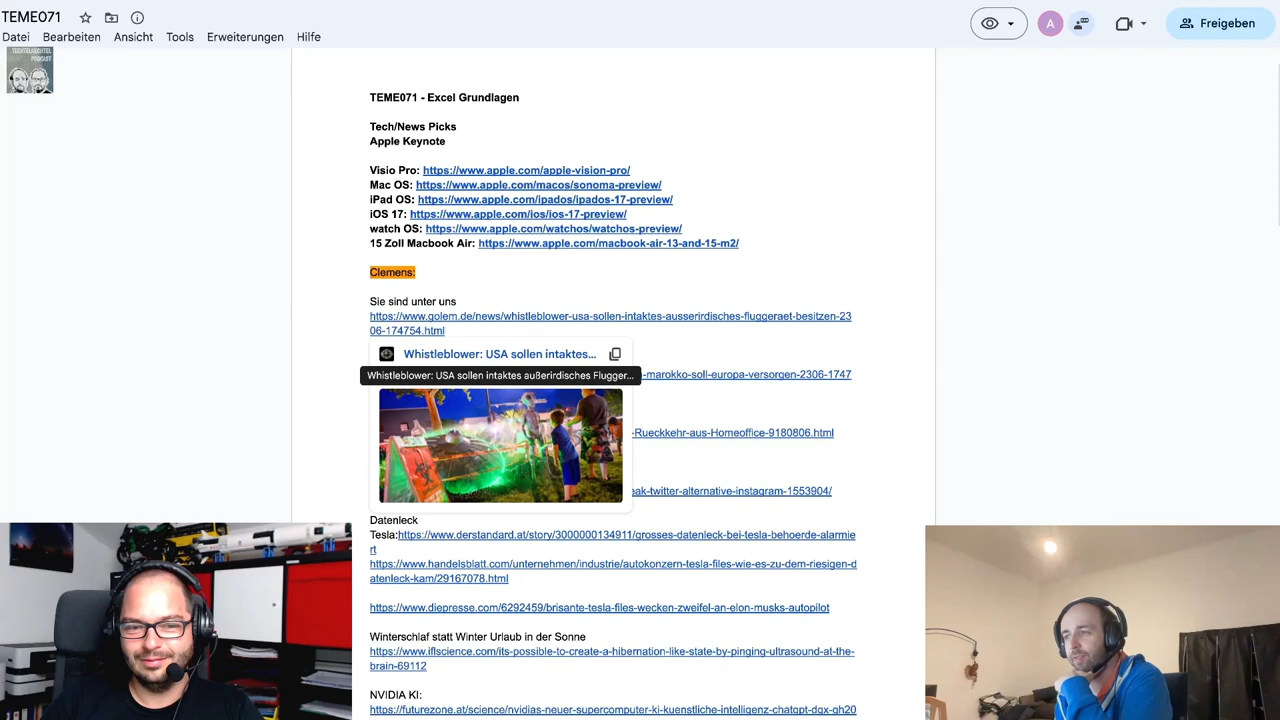 TEME071
Datei Bearbeiten Ansicht Tools Erweiterungen Hilfe
A
Freigeben
TECHTELMECHTEL
PODCAST
TEME071 - Excel Grundlagen
Tech/News Picks
Apple Keynote
Visio Pro: https://www.apple.com/apple-vision-pro/
Mac OS: https://www.apple.com/macos/sonoma-preview/
iPad OS: https://www.apple.com/ipados/ipados-17-preview/
iOS 17: https://www.apple.com/ios/ios-17-preview/
watch OS: https://www.apple.com/watchos/watchos-preview/
15 Zoll Macbook Air: https://www.apple.com/macbook-air-13-and-15-m2/
Clemens:
Sie sind unter uns
https://www.golem.de/news/whistleblower-usa-sollen-intaktes-ausserirdisches-fluggeraet-besitzen-23
06-174754.html
Whistleblower: USA sollen intaktes...
Whistleblower: USA sollen intaktes außerirdisches Flugger...
-marokko-soll-europa-versorgen-2306-1747
-Rueckkehr-aus-Homeoffice-9180806.html
eak-twitter-alternative-instagram-1553904/
Datenleck
Tesla:https://www.derstandard.at/story/3000000134911/grosses-datenleck-bei-tesla-behoerde-alarmie
rt
https://www.handelsblatt.com/unternehmen/industrie/autokonzern-tesla-files-wie-es-zu-dem-riesigen-d
atenleck-kam/29167078.html
https://www.diepresse.com/6292459/brisante-tesla-files-wecken-zweifel-an-elon-musks-autopilot
Winterschlaf statt Winter Urlaub in der Sonne
https://www.iflscience.com/its-possible-to-create-a-hibernation-like-state-by-pinging-ultrasound-at-the-
brain-69112
NVIDIA KI:
https://futurezone.at/science/nvidias-neuer-supercomputer-ki-kuenstliche-intelligenz-chatgpt-dgx-gh20